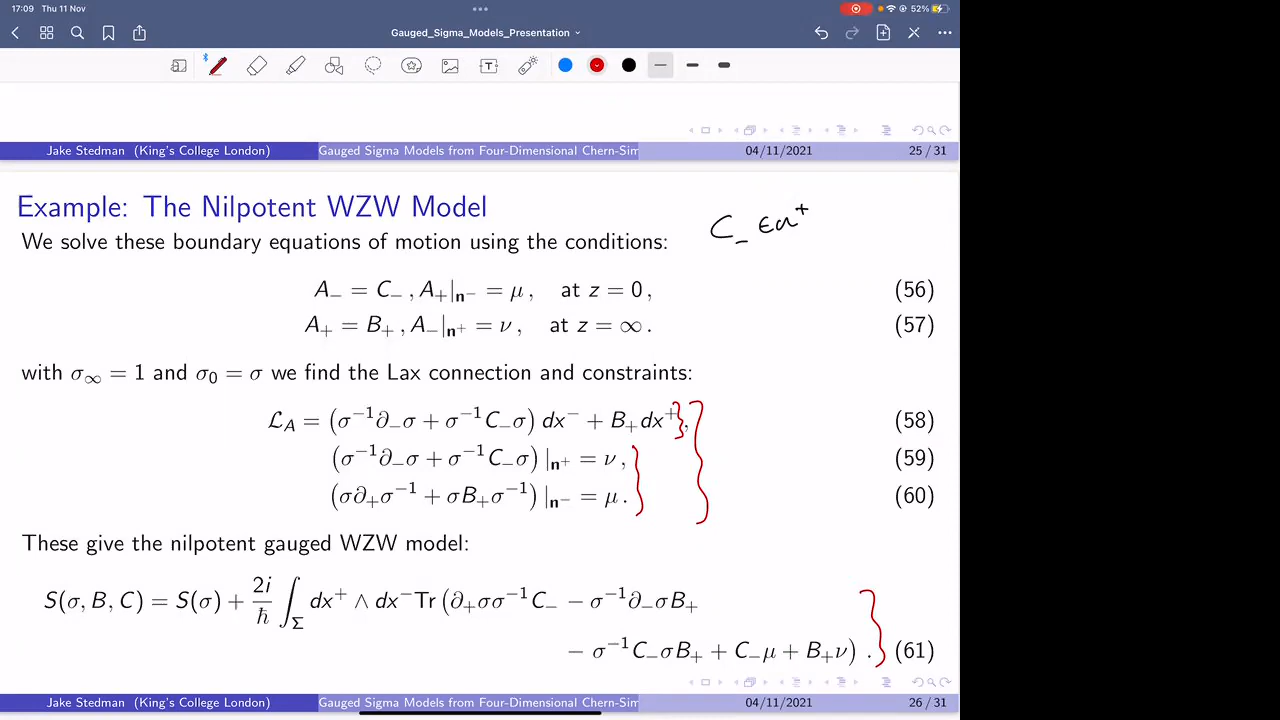 17:09 Thu 11 Nov
52%
Gauged_Sigma_Models_Presentation
T
Jake Stedman (King's College London) Gauged Sigma Models from Four-Dimensional Chern-Sim 04/11/2021 25 / 31
Example: The Nilpotent WZW Model
C₋ ∈ n⁺
We solve these boundary equations of motion using the conditions:
A₋ = C₋ , A₊|ₙ₋ = μ , at z = 0 , (56)
A₊ = B₊ , A₋|ₙ₊ = ν , at z = ∞ . (57)
with σ_∞ = 1 and σ₀ = σ we find the Lax connection and constraints:
ℒ_A = (σ⁻¹∂₋σ + σ⁻¹C₋σ) dx⁻ + B₊dx⁺ , (58)
(σ⁻¹∂₋σ + σ⁻¹C₋σ) |ₙ₊ = ν , (59)
(σ∂₊σ⁻¹ + σB₊σ⁻¹) |ₙ₋ = μ . (60)
These give the nilpotent gauged WZW model:
S(σ, B, C) = S(σ) + 2i/ħ ∫_Σ dx⁺ ∧ dx⁻Tr (∂₊σσ⁻¹C₋ − σ⁻¹∂₋σB₊
− σ⁻¹C₋σB₊ + C₋μ + B₊ν) . (61)
Jake Stedman (King's College London) Gauged Sigma Models from Four-Dimensional Chern-Sim 04/11/2021 26 / 31